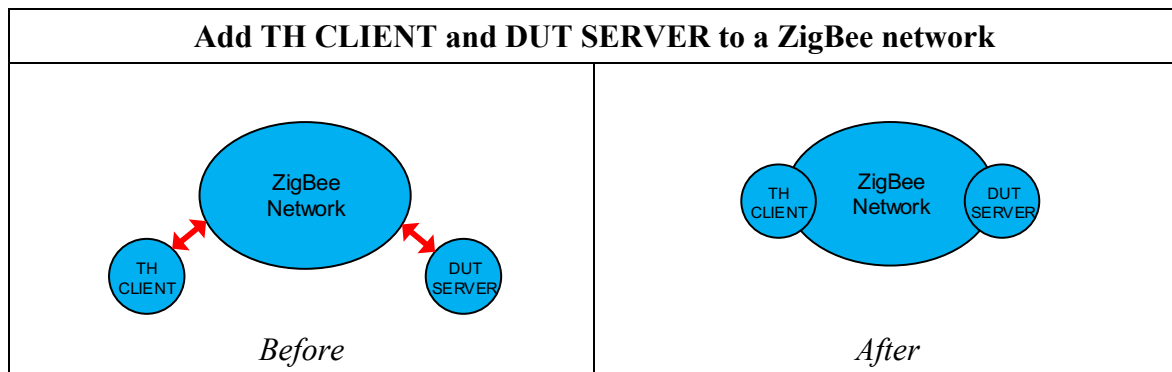 Add TH CLIENT and DUT SERVER to a ZigBee network
ZigBee
Network
TH
CLIENT
DUT
SERVER
Before
TH
CLIENT
ZigBee
Network
DUT
SERVER
After